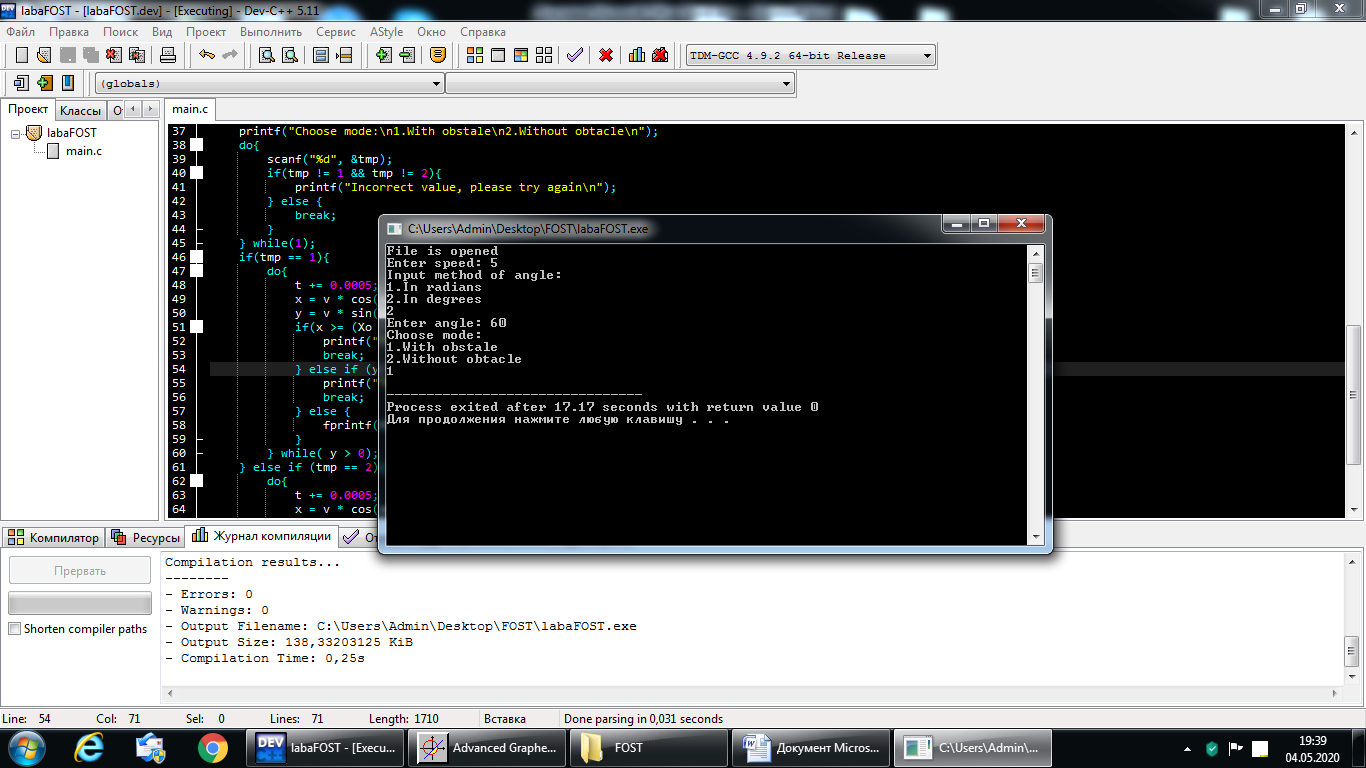 labaFOST - [labaFOST.dev] - [Executing] - Dev-C++ 5.11
Файл Правка Поиск Вид Проект Выполнить Сервис AStyle Окно Справка
TDM-GCC 4.9.2 64-bit Release
(globals)
Проект Классы О
main.c
labaFOST
main.c
37 printf("Choose mode:\n1.With obstale\n2.Without obtacle\n");
38 do{
39 scanf("%d", &tmp);
40 if(tmp != 1 && tmp != 2){
41 printf("Incorrect value, please try again\n");
42 } else {
43 break;
44 }
45 } while(1);
46 if(tmp == 1){
47 do{
48 t += 0.0005;
49 x = v * cos(
50 y = v * sin(
51 if(x >= (Xo
52 printf("
53 break;
54 } else if (y
55 printf("
56 break;
57 } else {
58 fprintf(
59 }
60 } while( y > 0);
61 } else if (tmp == 2)
62 do{
63 t += 0.0005;
64 x = v * cos(
C:\Users\Admin\Desktop\FOST\labaFOST.exe
File is opened
Enter speed: 5
Input method of angle:
1.In radians
2.In degrees
2
Enter angle: 60
Choose mode:
1.With obstale
2.Without obtacle
1
--------------------------------
Process exited after 17.17 seconds with return value 0
Для продолжения нажмите любую клавишу . . .
Компилятор Ресурсы Журнал компиляции От
Прервать
Shorten compiler paths
Compilation results...
--------
- Errors: 0
- Warnings: 0
- Output Filename: C:\Users\Admin\Desktop\FOST\labaFOST.exe
- Output Size: 138,33203125 KiB
- Compilation Time: 0,25s
Line: 54 Col: 71 Sel: 0 Lines: 71 Length: 1710 Вставка Done parsing in 0,031 seconds
DEV labaFOST - [Execu... Advanced Graphe... FOST Документ Micros... C:\Users\Admin\...
19:39
04.05.2020